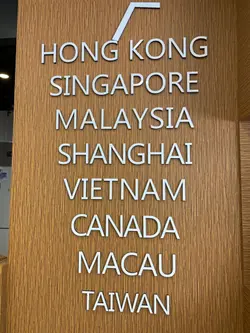 HONG KONG
SINGAPORE
MALAYSIA
SHANGHAI
VIETNAM
CANADA
MACAU
TAIWAN